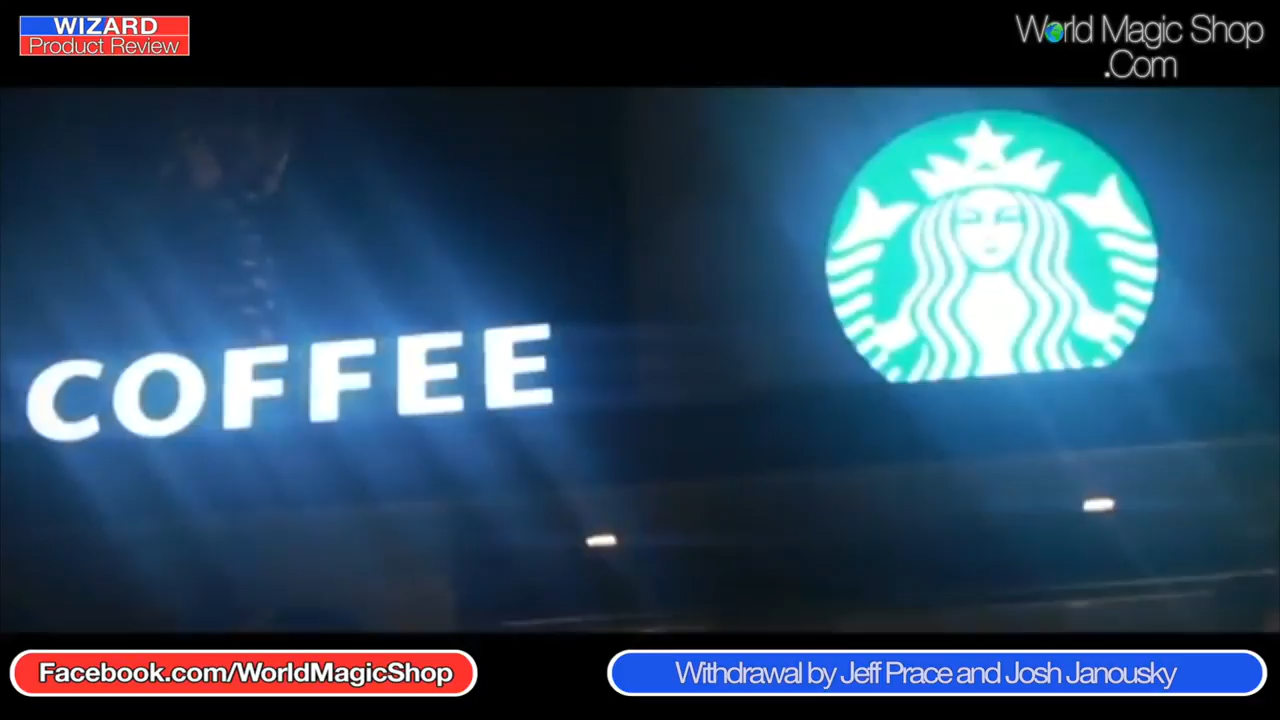 WIZARD
Product Review
World Magic Shop
.Com
COFFEE
Facebook.com/WorldMagicShop
Withdrawal by Jeff Prace and Josh Janousky